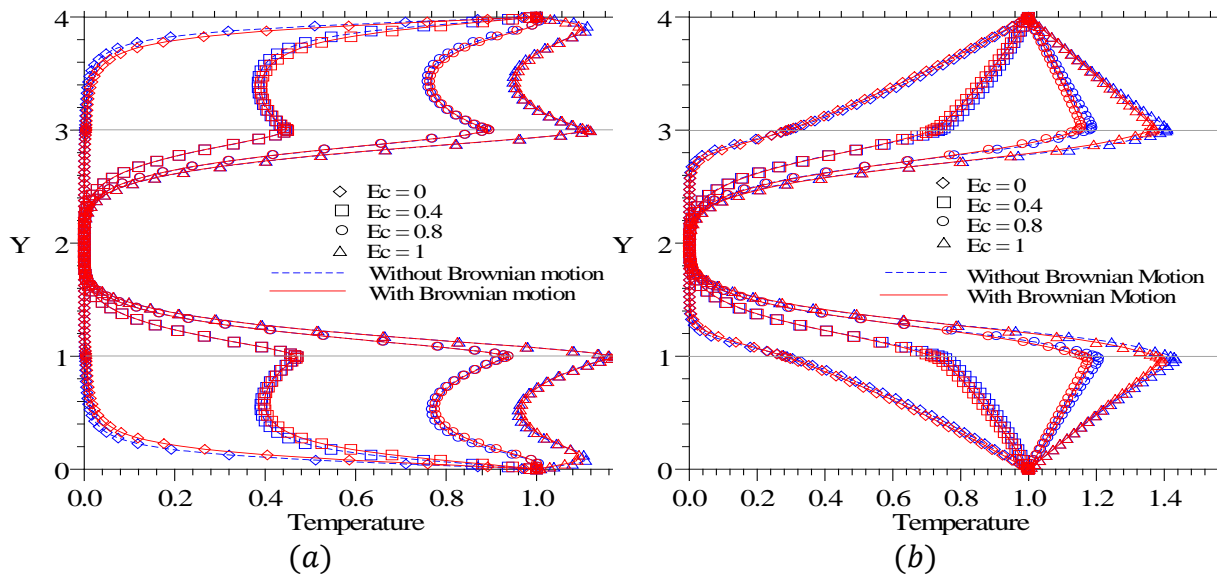 4
3
2
1
0
Y
Ec = 0
Ec = 0.4
Ec = 0.8
Ec = 1
Without Brownian motion
With Brownian motion
0.0 0.2 0.4 0.6 0.8 1.0
Temperature
(a)
4
3
2
1
0
Y
Ec = 0
Ec = 0.4
Ec = 0.8
Ec = 1
Without Brownian Motion
With Brownian Motion
0.0 0.2 0.4 0.6 0.8 1.0 1.2 1.4
Temperature
(b)